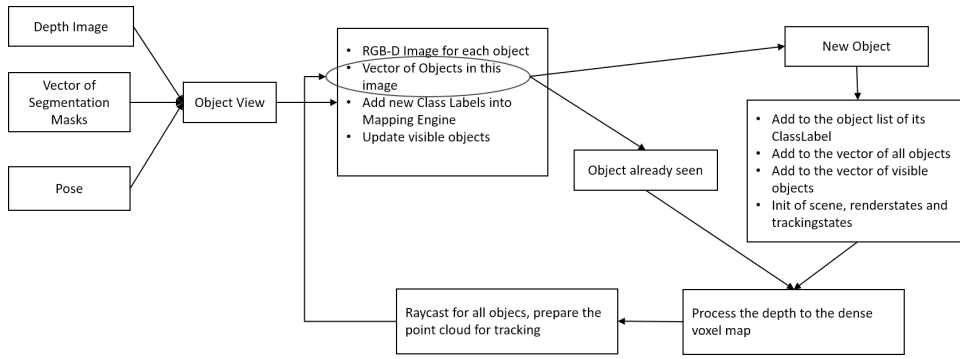 Depth Image
Vector of
Segmentation
Masks
Pose
Object View
• RGB-D Image for each object
• Vector of Objects in this
image
• Add new Class Labels into
Mapping Engine
• Update visible objects
New Object
Object already seen
• Add to the object list of its
ClassLabel
• Add to the vector of all objects
• Add to the vector of visible
objects
• Init of scene, renderstates and
trackingstates
Raycast for all objecs, prepare the
point cloud for tracking
Process the depth to the dense
voxel map